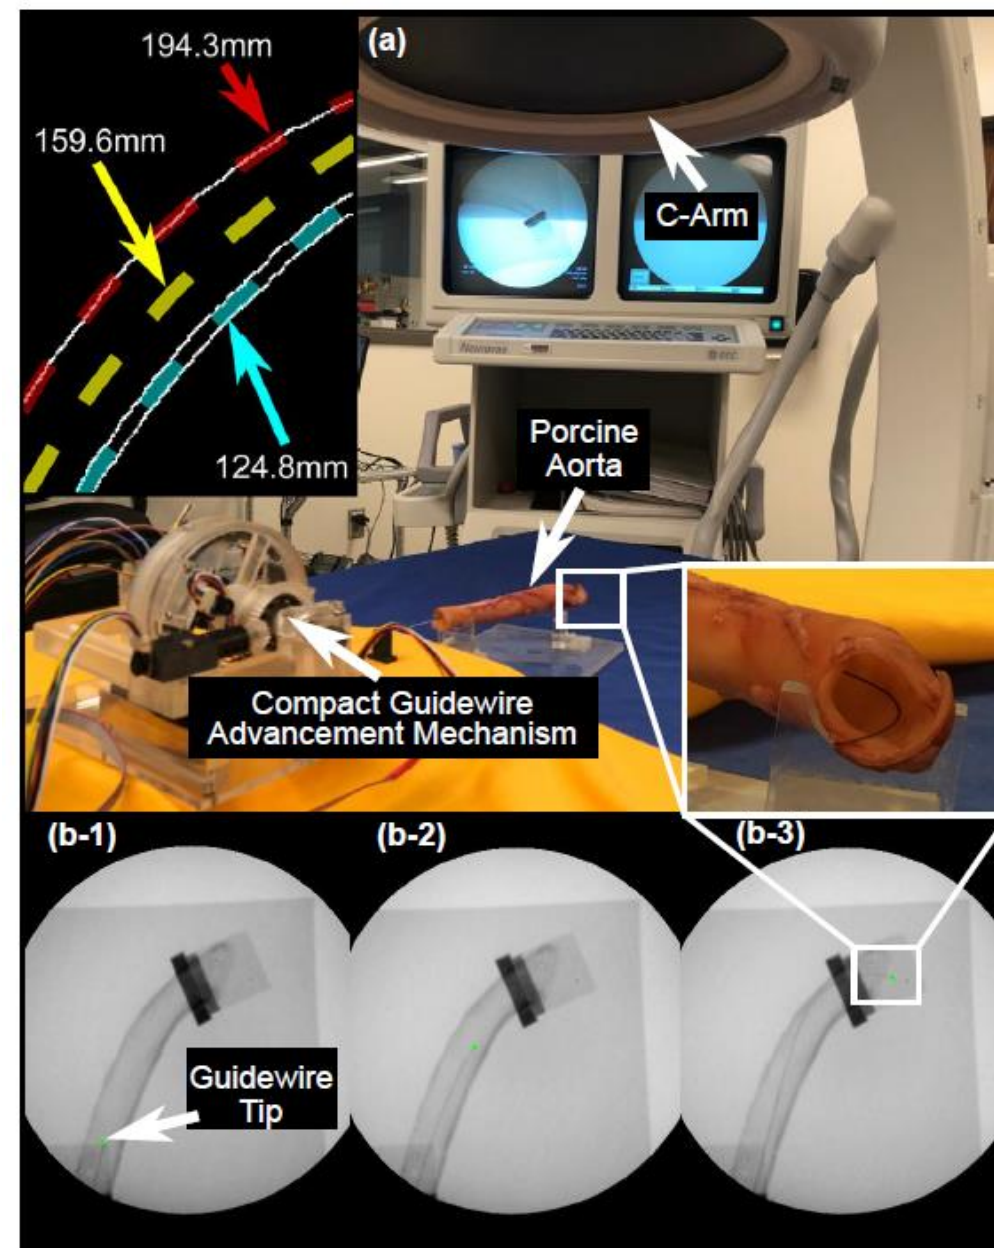 194.3mm
(a)
159.6mm
C-Arm
124.8mm
Porcine
Aorta
Compact Guidewire
Advancement Mechanism
(b-1)
(b-2)
(b-3)
Guidewire
Tip